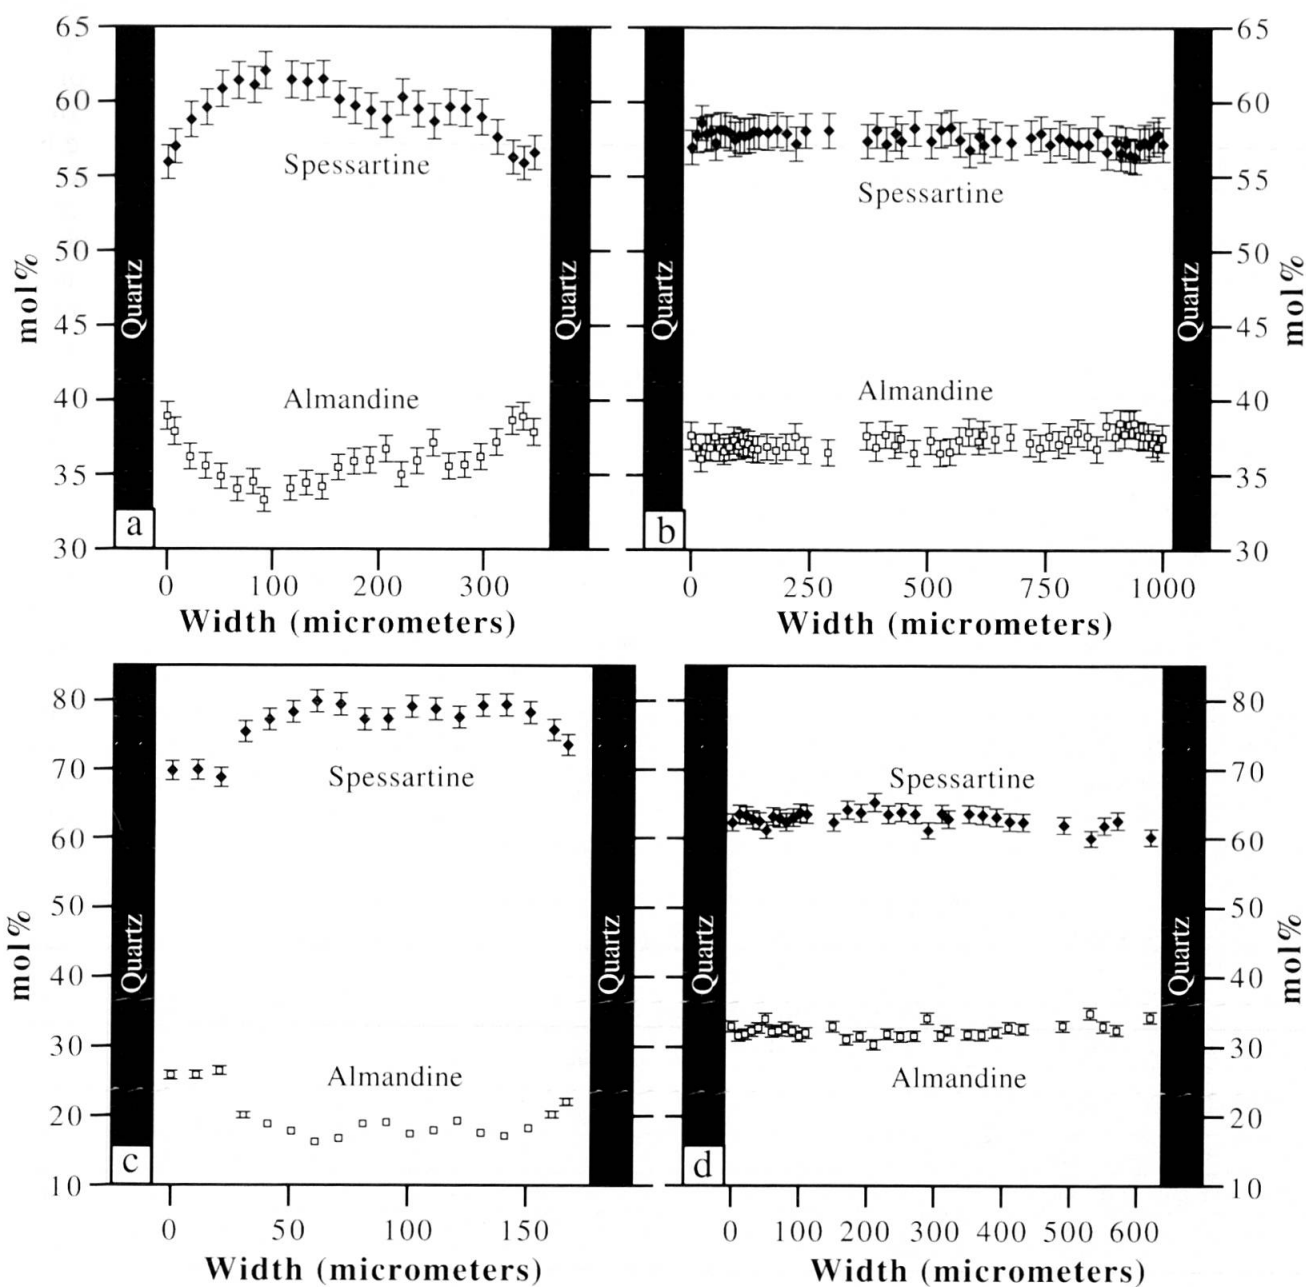 65
60
55
50
45
40
35
30
mol%
Quartz
Spessartine
Almandine
Quartz
a
0 100 200 300
Width (micrometers)
Quartz
Spessartine
Almandine
Quartz
b
65
60
55
50
45
40
35
30
mol%
0 250 500 750 1000
Width (micrometers)
80
70
60
50
40
30
20
10
mol%
Quartz
Spessartine
Almandine
Quartz
c
0 50 100 150
Width (micrometers)
Quartz
Spessartine
Almandine
Quartz
d
80
70
60
50
40
30
20
10
mol%
0 100 200 300 400 500 600
Width (micrometers)